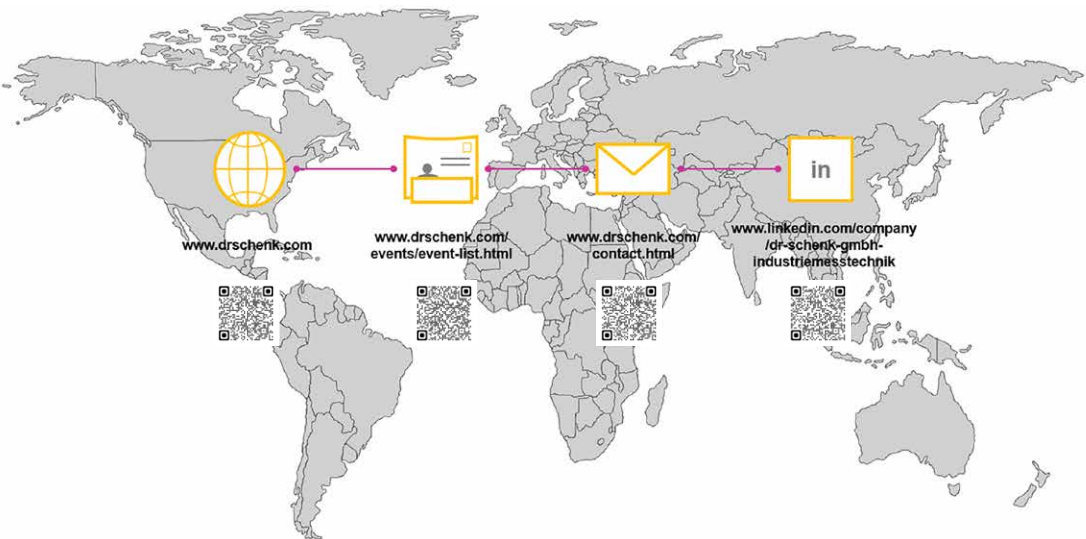 in
www.drschenk.com
www.drschenk.com/
events/event-list.html
www.drschenk.com/
contact.html
www.linkedin.com/company
/dr-schenk-gmbh-
industriemesstechnik